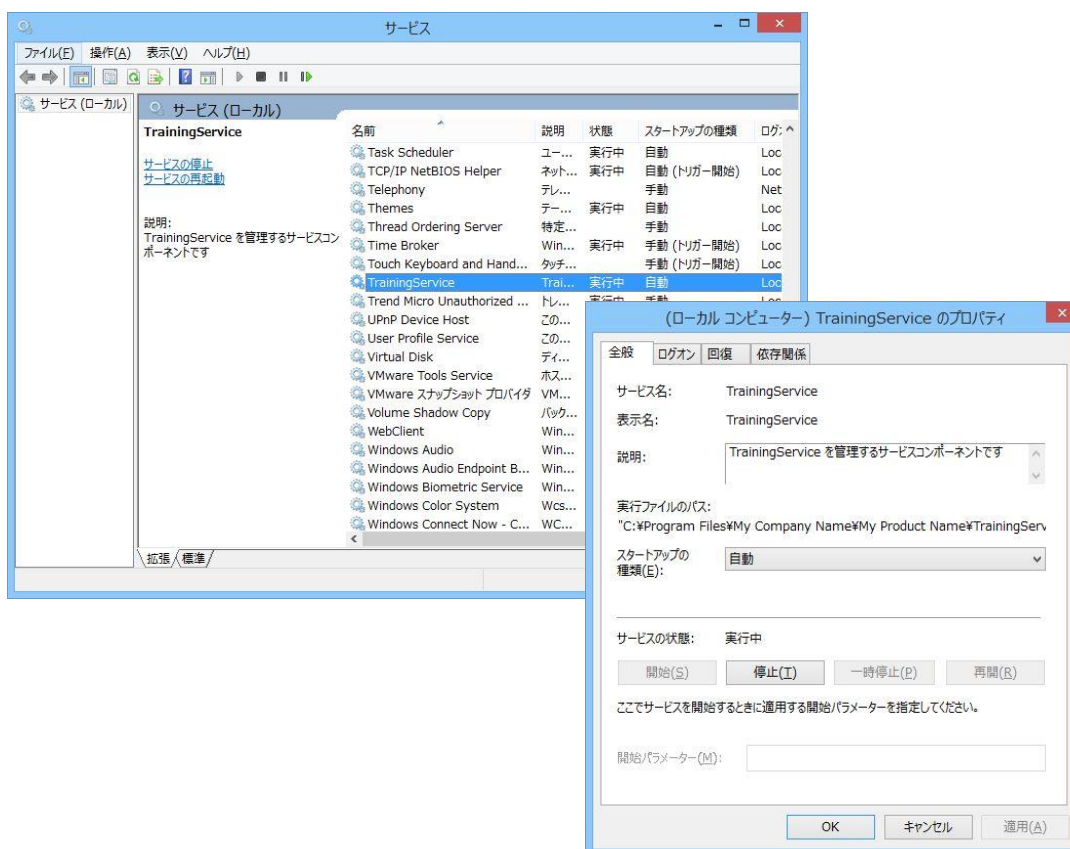 サービス
ファイル(F) 操作(A) 表示(V) ヘルプ(H)
サービス (ローカル)
サービス (ローカル)
TrainingService
サービスの停止
サービスの再起動
説明:
TrainingService を管理するサービスコン
ポーネントです
名前 説明 状態 スタートアップの種類 ログ:
Task Scheduler ユー... 実行中 自動 Loc
TCP/IP NetBIOS Helper ネット... 実行中 自動 (トリガー開始) Loc
Telephony テレ... 手動 Net
Themes テー... 実行中 自動 Loc
Thread Ordering Server 特定... 手動 Loc
Time Broker Win... 実行中 手動 (トリガー開始) Loc
Touch Keyboard and Hand... タッチ... 手動 (トリガー開始) Loc
TrainingService Trai... 実行中 自動 Loc
Trend Micro Unauthorized ... トレ... 実行中 手動 Loc
UPnP Device Host この...
User Profile Service この...
Virtual Disk ディ...
VMware Tools Service ホス...
VMware スナップショット プロバイダ VM...
Volume Shadow Copy バック...
WebClient Win...
Windows Audio Win...
Windows Audio Endpoint B... Win...
Windows Biometric Service Win...
Windows Color System Wcs...
Windows Connect Now - C... WC...
拡張 標準
(ローカル コンピューター) TrainingService のプロパティ
全般 ログオン 回復 依存関係
サービス名: TrainingService
表示名: TrainingService
説明: TrainingService を管理するサービスコンポーネントです
実行ファイルのパス:
"C:¥Program Files¥My Company Name¥My Product Name¥TrainingServ
スタートアップの
種類(E): 自動
サービスの状態: 実行中
開始(S) 停止(T) 一時停止(P) 再開(R)
ここでサービスを開始するときに適用する開始パラメーターを指定してください。
開始パラメーター(M):
OK キャンセル 適用(A)